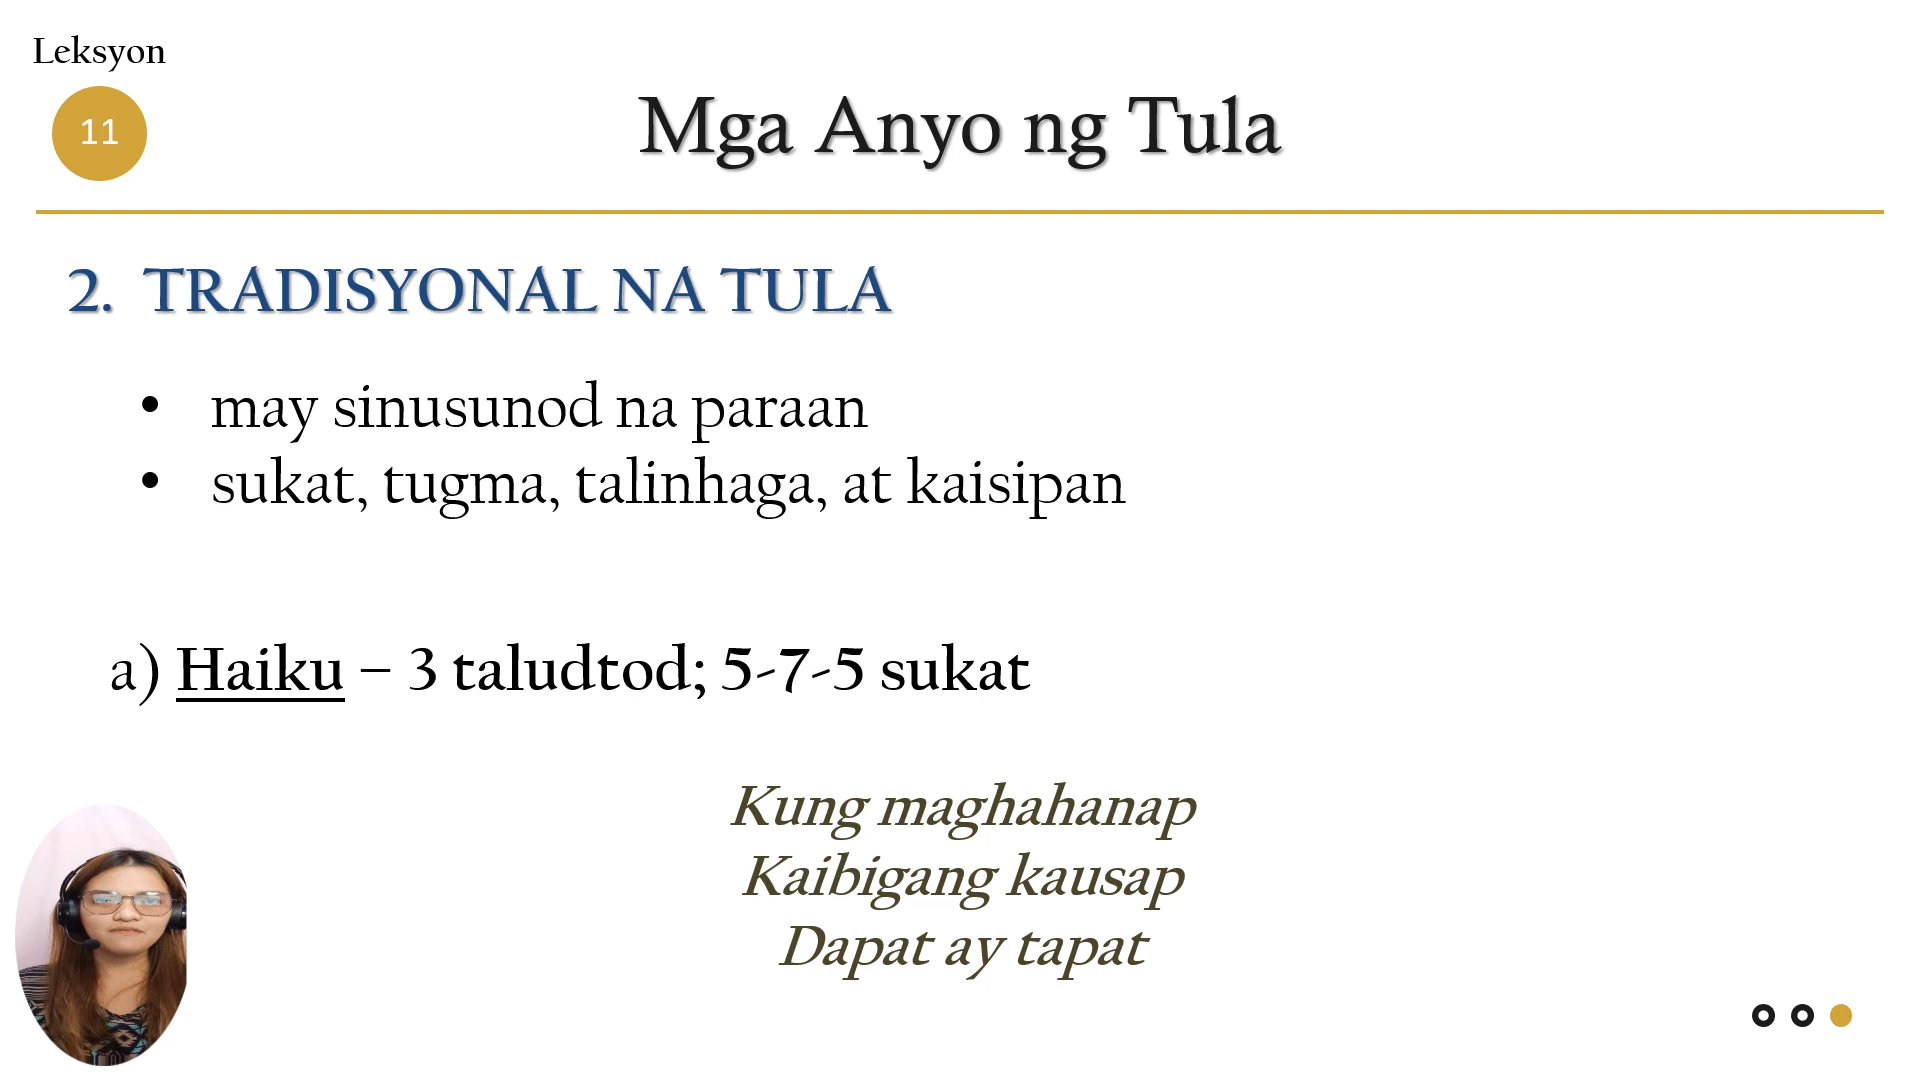 Leksyon
11
Mga Anyo ng Tula
2. TRADISYONAL NA TULA
• may sinusunod na paraan
• sukat, tugma, talinhaga, at kaisipan
a) Haiku – 3 taludtod; 5-7-5 sukat
Kung maghahanap
Kaibigang kausap
Dapat ay tapat